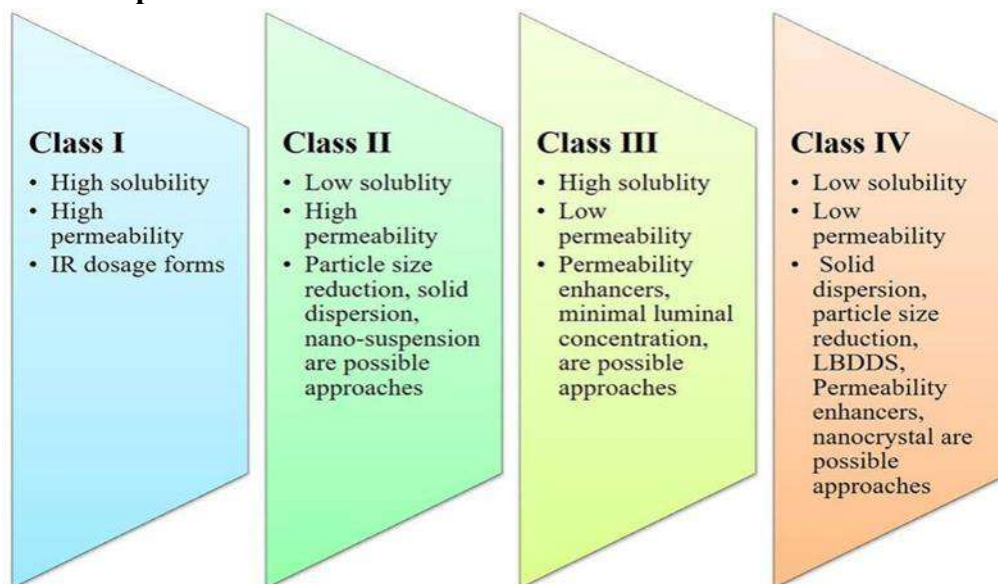 Class I
• High solubility
• High
permeability
• IR dosage forms
Class II
• Low solublity
• High
permeability
• Particle size
reduction, solid
dispersion,
nano-suspension
are possible
approaches
Class III
• High solublity
• Low
permeability
• Permeability
enhancers,
minimal luminal
concentration,
are possible
approaches
Class IV
• Low solubility
• Low
permeability
• Solid
dispersion,
particle size
reduction,
LBDDS,
Permeability
enhancers,
nanocrystal are
possible
approaches